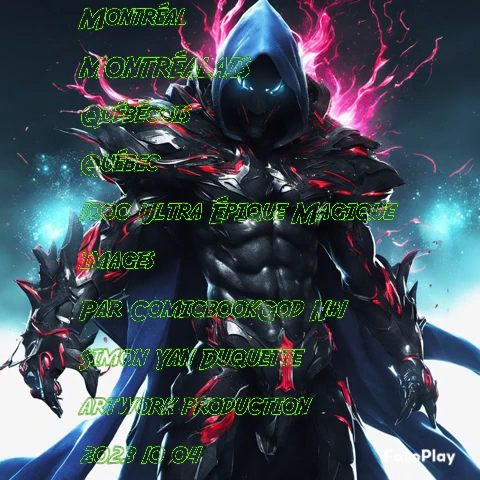 Montréal
Montréalais
Québécois
Québec
1000 Ultra Épique Magique
Images
Par ComicbookGod N#1
Simon Yan Duquette
artwork production
2023 10 04
FotoPlay